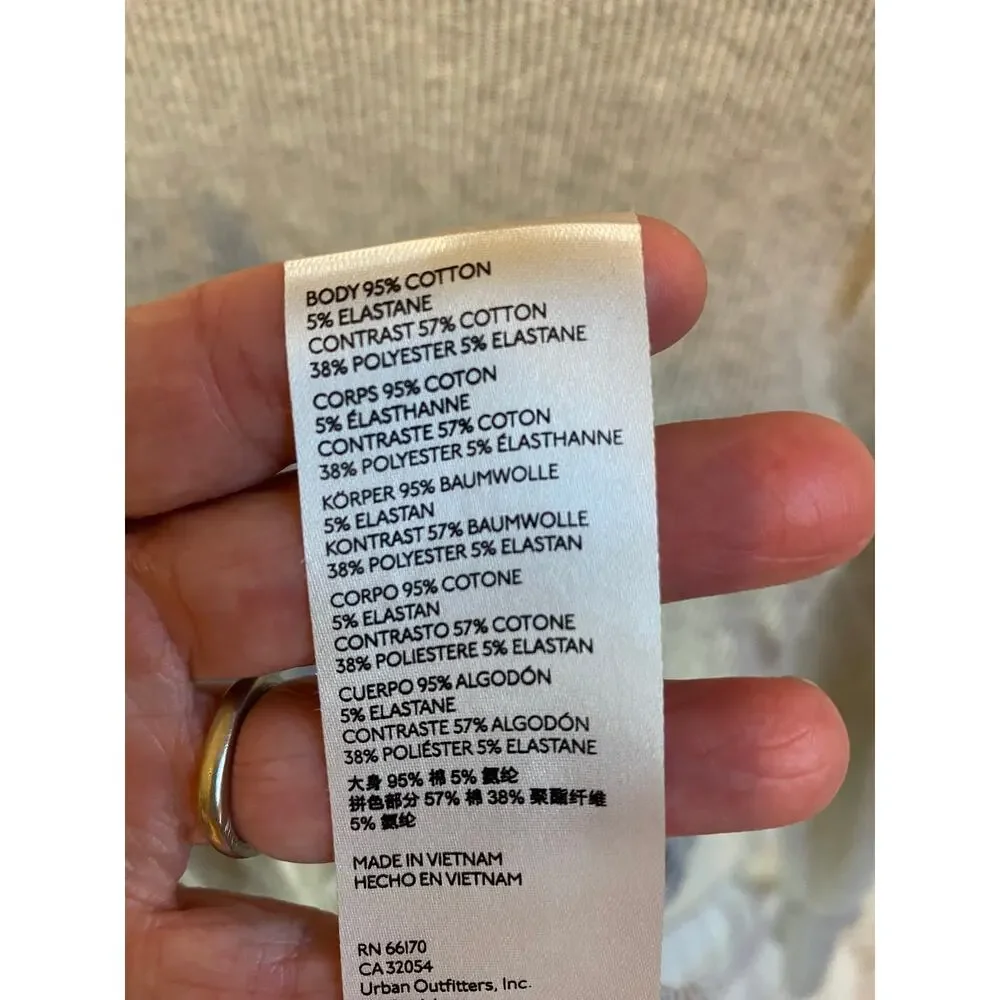 BODY 95% COTTON
5% ELASTANE
CONTRAST 57% COTTON
38% POLYESTER 5% ELASTANE
CORPS 95% COTON
5% ÉLASTHANNE
CONTRASTE 57% COTON
38% POLYESTER 5% ÉLASTHANNE
KÖRPER 95% BAUMWOLLE
5% ELASTAN
KONTRAST 57% BAUMWOLLE
38% POLYESTER 5% ELASTAN
CORPO 95% COTONE
5% ELASTAN
CONTRASTO 57% COTONE
38% POLIESTERE 5% ELASTAN
CUERPO 95% ALGODÓN
5% ELASTANE
CONTRASTE 57% ALGODÓN
38% POLIÉSTER 5% ELASTANE
大身 95% 棉 5% 氨纶
拼色部分 57% 棉 38% 聚酯纤维
5% 氨纶
MADE IN VIETNAM
HECHO EN VIETNAM
RN 66170
CA 32054
Urban Outfitters, Inc.